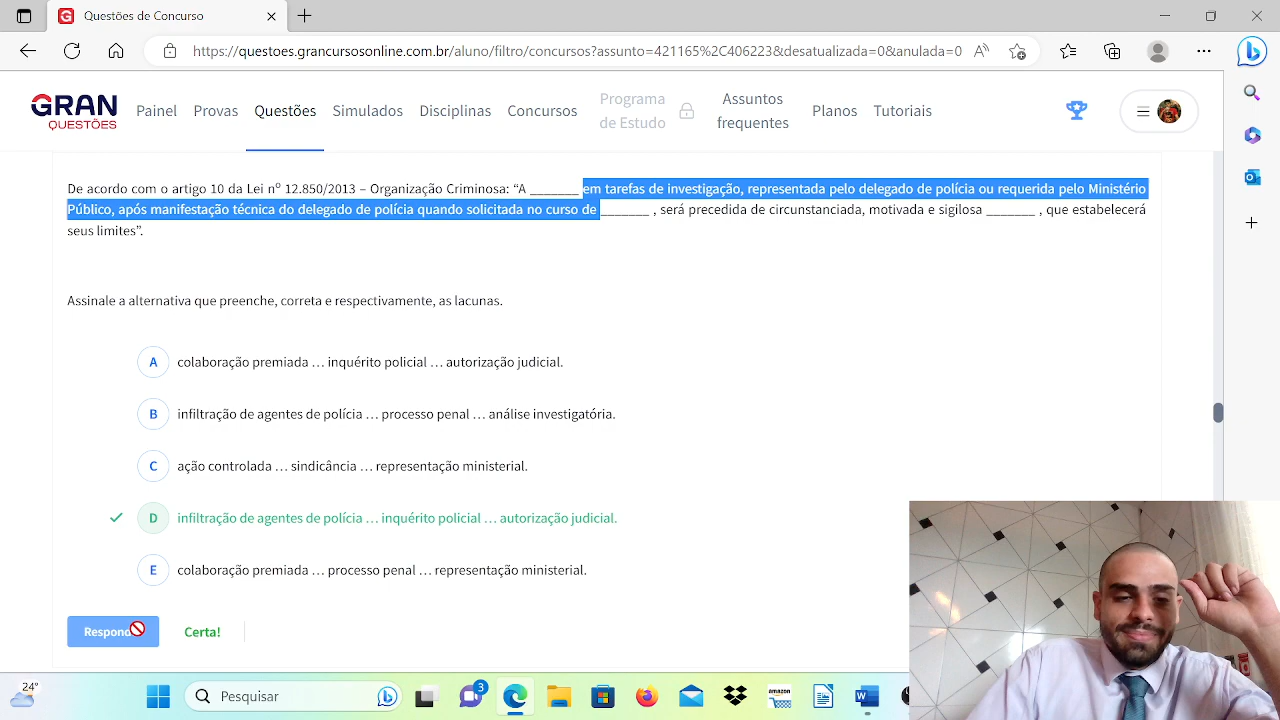 Questões de Concurso
https://questoes.grancursosonline.com.br/aluno/filtro/concursos?assunto=421165%2C406223&desatualizada=0&anulada=0
GRAN QUESTÕES
Painel Provas Questões Simulados Disciplinas Concursos Programa de Estudo Assuntos frequentes Planos Tutoriais
De acordo com o artigo 10 da Lei nº 12.850/2013 – Organização Criminosa: “A _______ em tarefas de investigação, representada pelo delegado de polícia ou requerida pelo Ministério
Público, após manifestação técnica do delegado de polícia quando solicitada no curso de _______ , será precedida de circunstanciada, motivada e sigilosa _______ , que estabelecerá
seus limites”.
Assinale a alternativa que preenche, correta e respectivamente, as lacunas.
A colaboração premiada … inquérito policial … autorização judicial.
B infiltração de agentes de polícia … processo penal … análise investigatória.
C ação controlada … sindicância … representação ministerial.
D infiltração de agentes de polícia … inquérito policial … autorização judicial.
E colaboração premiada … processo penal … representação ministerial.
Respond Certa!
24°
Pesquisar
3
amazon